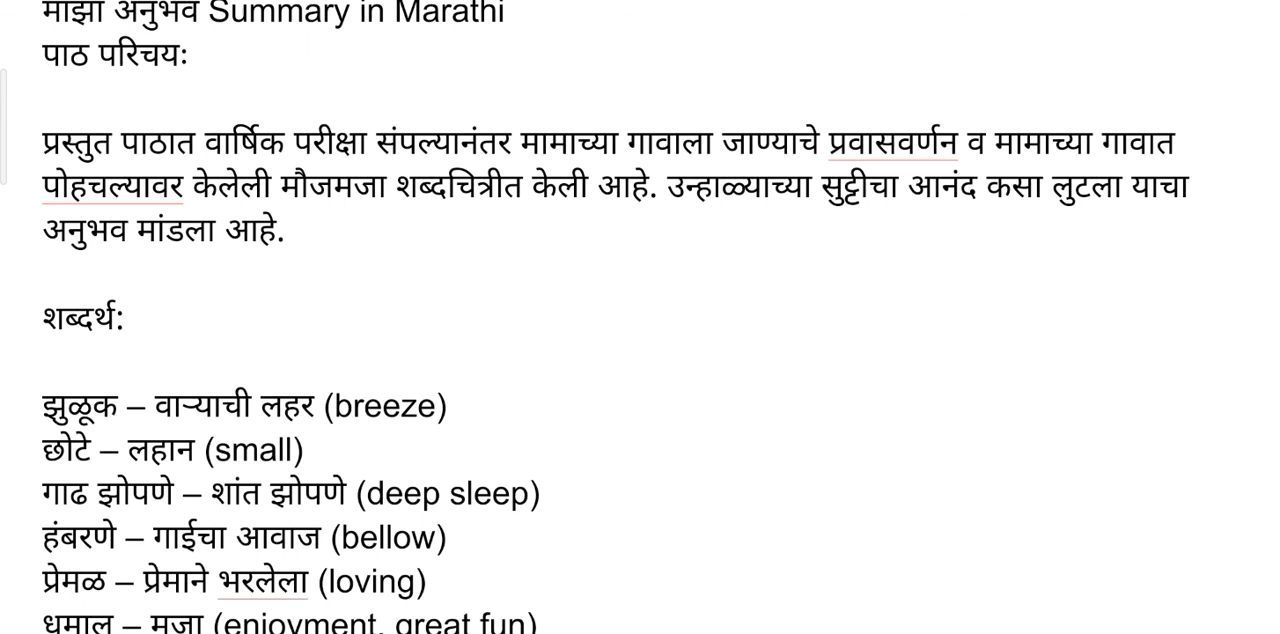 माझा अनुभव Summary in Marathi
पाठ परिचय:
प्रस्तुत पाठात वार्षिक परीक्षा संपल्यानंतर मामाच्या गावाला जाण्याचे प्रवासवर्णन व मामाच्या गावात
पोहचल्यावर केलेली मौजमजा शब्दचित्रीत केली आहे. उन्हाळ्याच्या सुट्टीचा आनंद कसा लुटला याचा
अनुभव मांडला आहे.
शब्दर्थ:
झुळूक – वाऱ्याची लहर (breeze)
छोटे – लहान (small)
गाढ झोपणे – शांत झोपणे (deep sleep)
हंबरणे – गाईचा आवाज (bellow)
प्रेमळ – प्रेमाने भरलेला (loving)
धमाल – मजा (enjoyment, great fun)